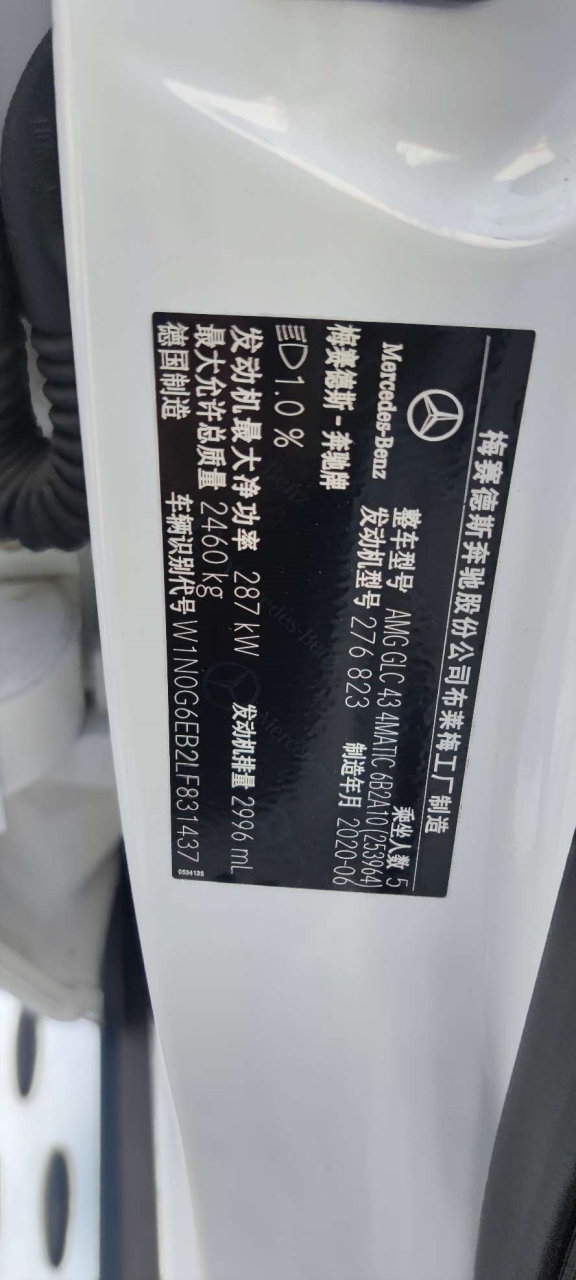 梅赛德斯奔驰股份公司布莱梅工厂制造
Mercedes-Benz
整车型号 AMG GLC 43 4MATIC 6B2A10(253964)
乘坐人数 5
梅赛德斯-奔驰牌
发动机型号 276 823
制造年月 2020-06
1.0 %
发动机最大净功率 287 kW
发动机排量 2996 mL
最大允许总质量 2460 kg
德国制造
车辆识别代号 W1N0G6EB2LF831437
0534135